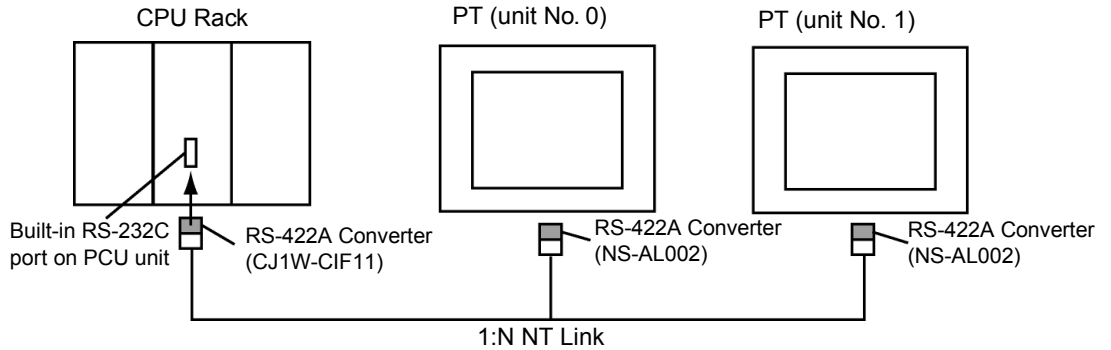 CPU Rack
PT (unit No. 0)
PT (unit No. 1)
Built-in RS-232C
port on PCU unit
RS-422A Converter
(CJ1W-CIF11)
RS-422A Converter
(NS-AL002)
RS-422A Converter
(NS-AL002)
1:N NT Link